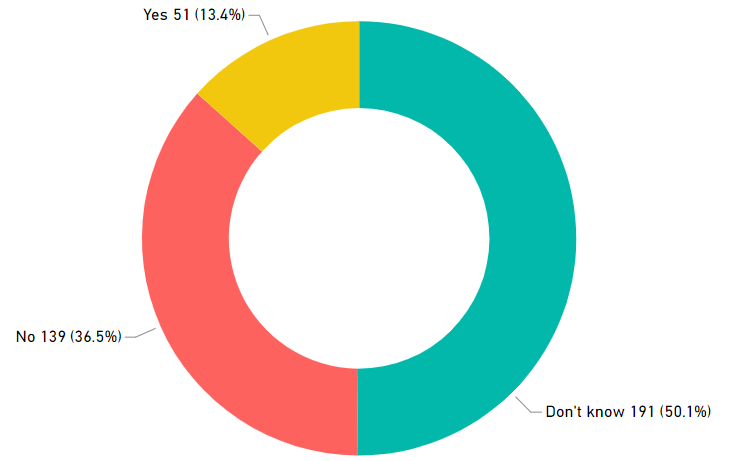 Yes 51 (13.4%)
No 139 (36.5%)
Don't know 191 (50.1%)